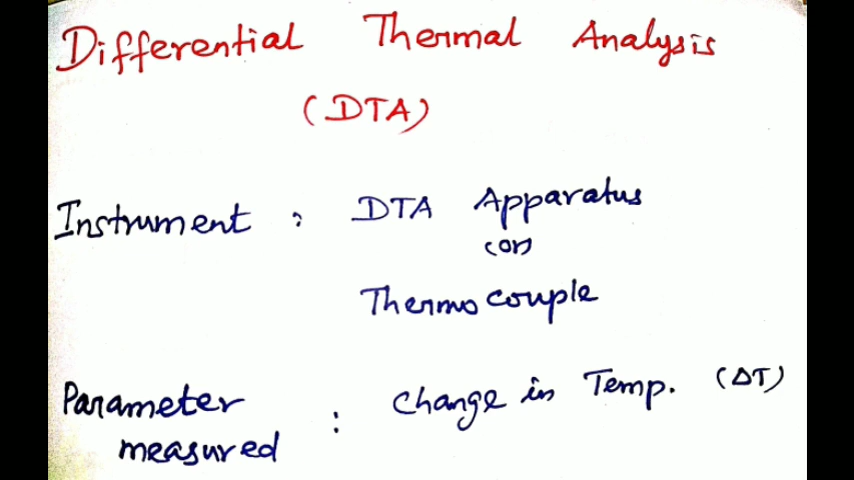 Differential Thermal Analysis
(DTA)
Instrument : DTA Apparatus
(or)
Thermocouple
Parameter measured : Change in Temp. (ΔT)